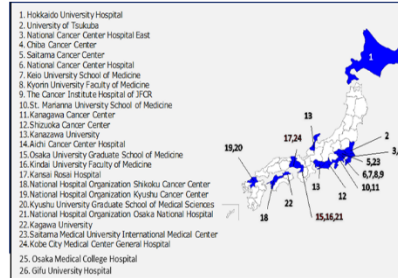 1. Hokkaido University Hospital
2. University of Tsukuba
3. National Cancer Center Hospital East
4. Chiba Cancer Center
5. Saitama Cancer Center
6. National Cancer Center Hospital
7. Keio University School of Medicine
8. Kyorin University Faculty of Medicine
9. The Cancer Institute Hospital of JFCR
10. St. Marianna University School of Medicine
11. Kanagawa Cancer Center
12. Shizuoka Cancer Center
13. Kanazawa University
14. Aichi Cancer Center Hospital
15. Osaka University Graduate School of Medicine
16. Kindai University Faculty of Medicine
17. Kansai Rosai Hospital
18. National Hospital Organization Shikoku Cancer Center
19. National Hospital Organization Kyushu Cancer Center
20. Kyushu University Graduate School of Medical Sciences
21. National Hospital Organization Osaka National Hospital
22. Kagawa University
23. Saitama Medical University International Medical Center
24. Kobe City Medical Center General Hospital
25. Osaka Medical College Hospital
26. Gifu University Hospital
1
13
17,24
2
19,20
3,
5,23
6,7,8,9
10,11
13
12
22
18
15,16,21